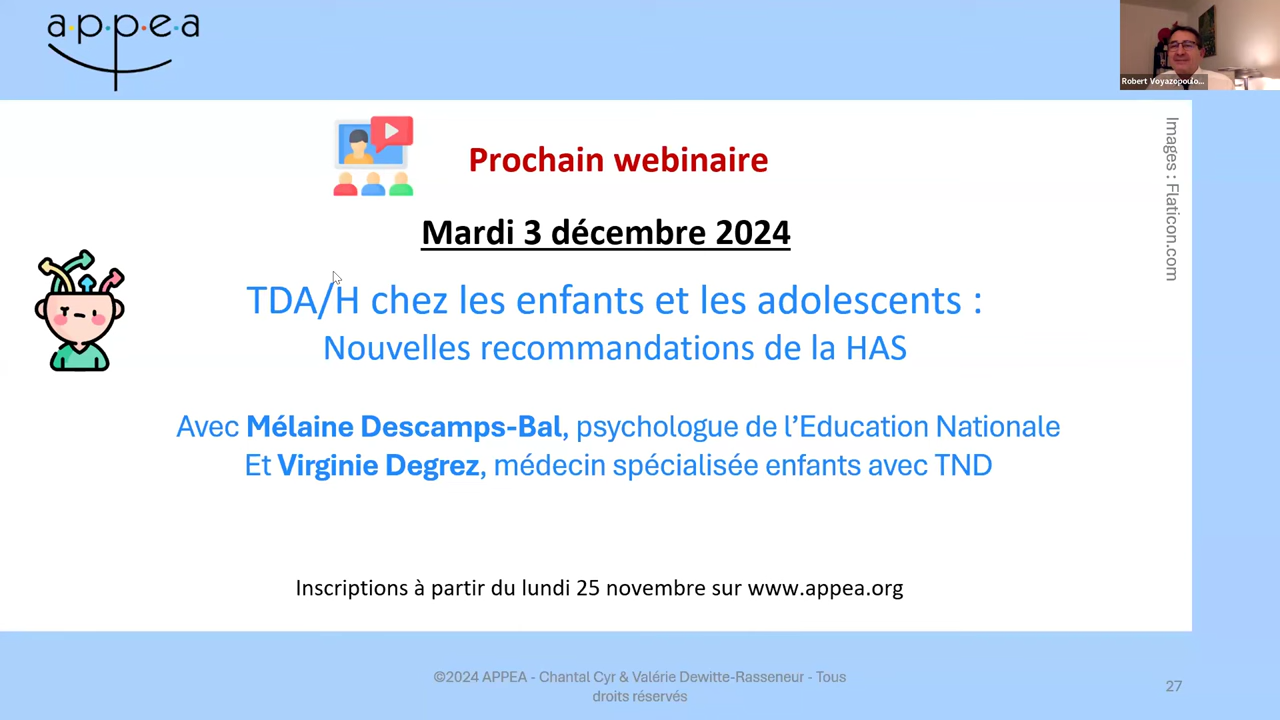 a·p·p·e·a
Robert Voyazopoulo...
Images : Flaticon.com
Prochain webinaire
Mardi 3 décembre 2024
TDA/H chez les enfants et les adolescents :
Nouvelles recommandations de la HAS
Avec Mélaine Descamps-Bal, psychologue de l’Education Nationale
Et Virginie Degrez, médecin spécialisée enfants avec TND
Inscriptions à partir du lundi 25 novembre sur www.appea.org
©2024 APPEA - Chantal Cyr & Valérie Dewitte-Rasseneur - Tous
droits réservés
27